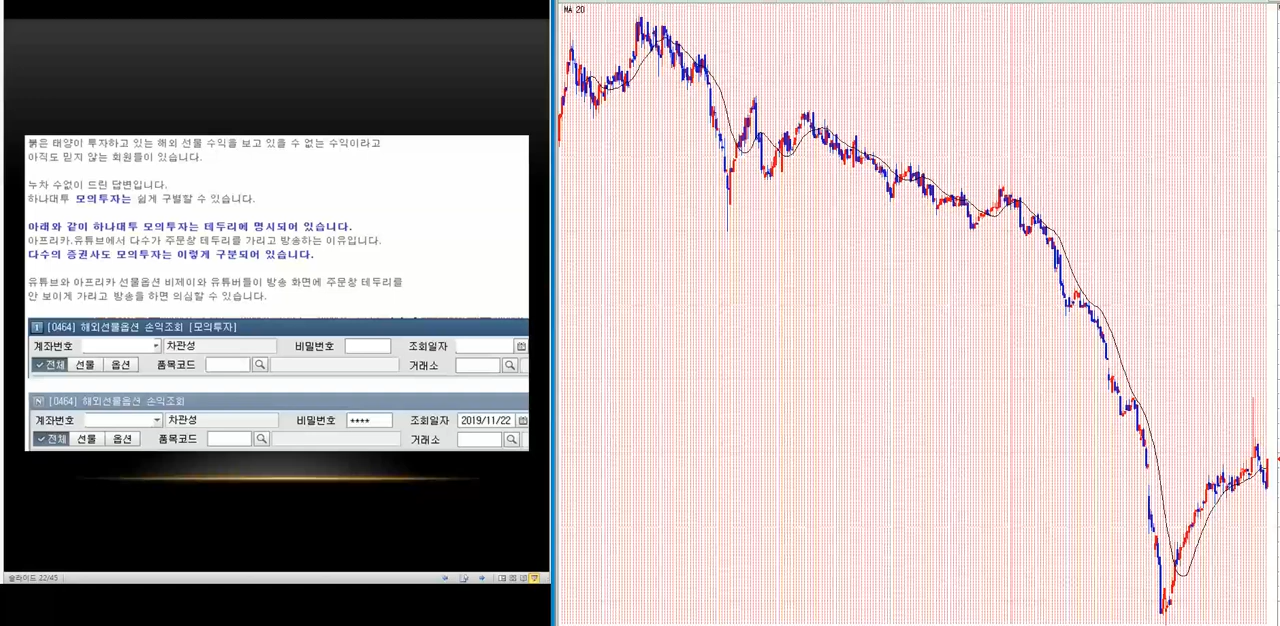 붉은 태양이 투자하고 있는 해외 선물 수익을 보고 있을 수 없는 수익이라고
아직도 믿지 않는 회원들이 있습니다.
누차 수없이 드린 답변입니다.
하나대투 모의투자는 쉽게 구별할 수 있습니다.
아래와 같이 하나대투 모의투자는 테두리에 명시되어 있습니다.
아프리카.유튜브에서 다수가 주문창 테두리를 가리고 방송하는 이유입니다.
다수의 증권사도 모의투자는 이렇게 구분되어 있습니다.
유튜브와 아프리카 선물옵션 비제이와 유튜버들이 방송 화면에 주문창 테두리를
안 보이게 가리고 방송을 하면 의심할 수 있습니다.
[0464] 해외선물옵션 손익조회 [모의투자]
계좌번호 차관성 비밀번호 조회일자
전체 선물 옵션 품목코드 거래소
N [0464] 해외선물옵션 손익조회
계좌번호 차관성 비밀번호 **** 조회일자 2019/11/22
전체 선물 옵션 품목코드 거래소
슬라이드 22/45
MA 20